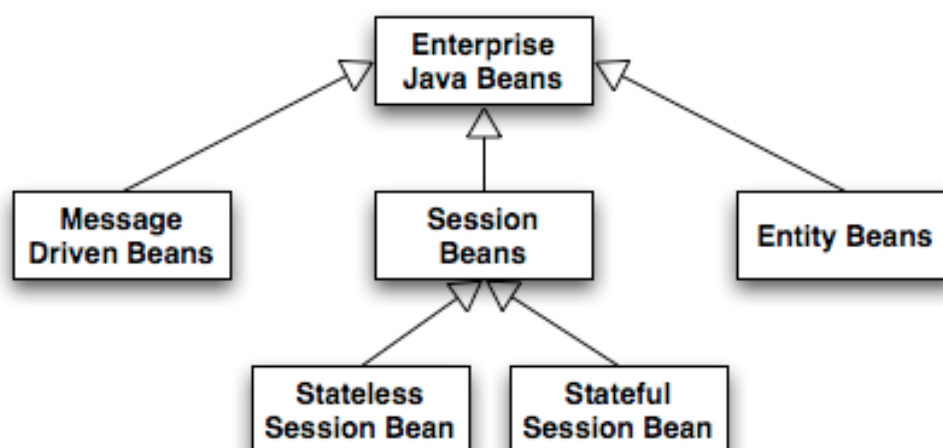 Enterprise
Java Beans
Message
Driven Beans
Session
Beans
Entity Beans
Stateless
Session Bean
Stateful
Session Bean